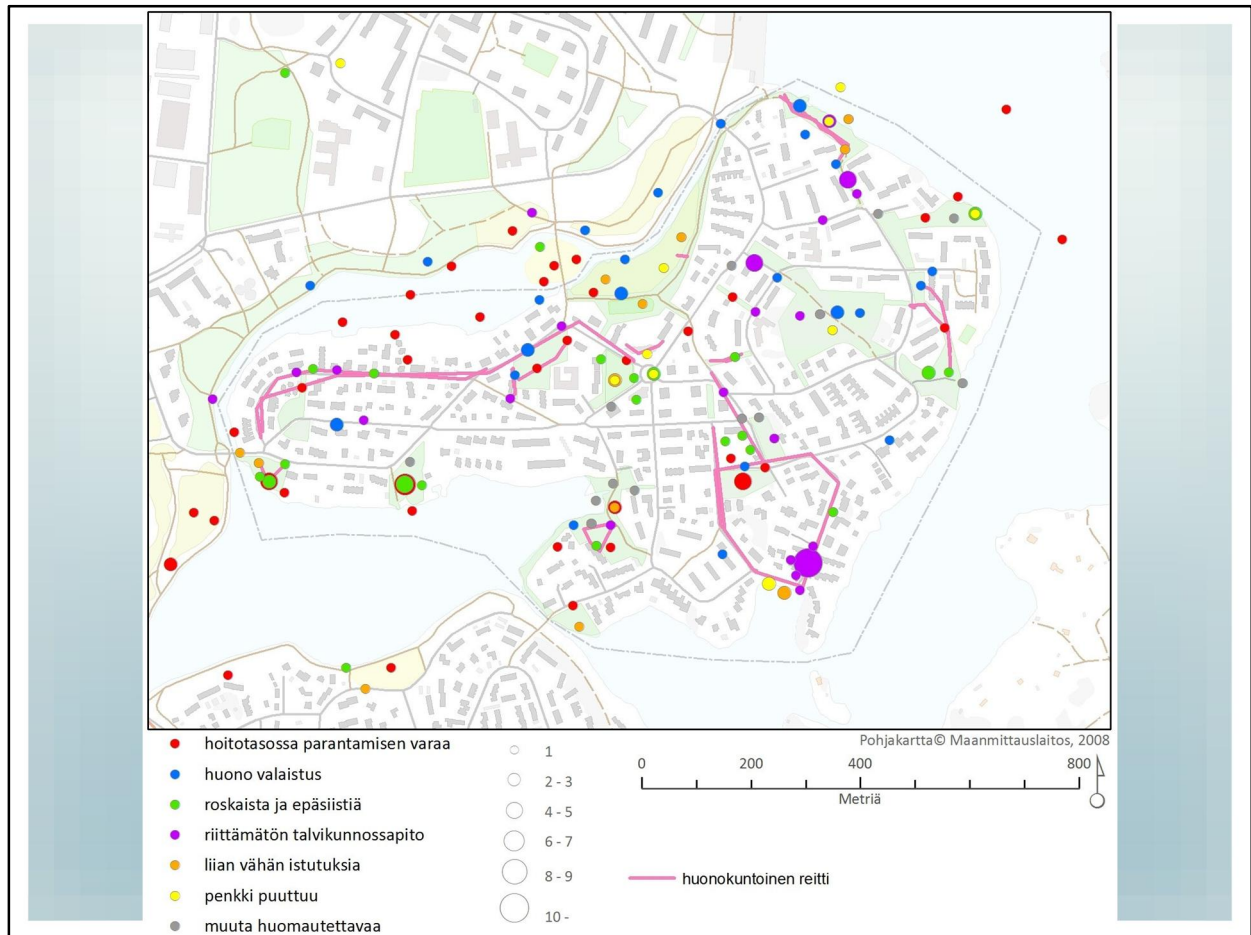 Pohjakartta© Maanmittauslaitos, 2008
hoitotasossa parantamisen varaa
huono valaistus
roskaista ja epäsiistiä
riittämätön talvikunnossapito
liian vähän istutuksia
penkki puuttuu
muuta huomautettavaa
1
2 - 3
4 - 5
6 - 7
8 - 9
10 -
0 200 400 800
Metriä
huonokuntoinen reitti